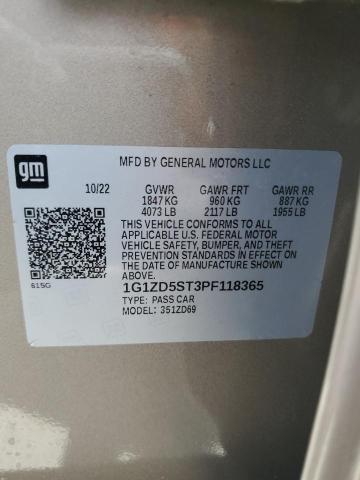 gm
MFD BY GENERAL MOTORS LLC
10/22 GVWR GAWR FRT GAWR RR
1847 KG 960 KG 887 KG
4073 LB 2117 LB 1955 LB
THIS VEHICLE CONFORMS TO ALL
APPLICABLE U.S. FEDERAL MOTOR
VEHICLE SAFETY, BUMPER, AND THEFT
PREVENTION STANDARDS IN EFFECT ON
THE DATE OF MANUFACTURE SHOWN
ABOVE.
615G
1G1ZD5ST3PF118365
TYPE: PASS CAR
MODEL: 351ZD69